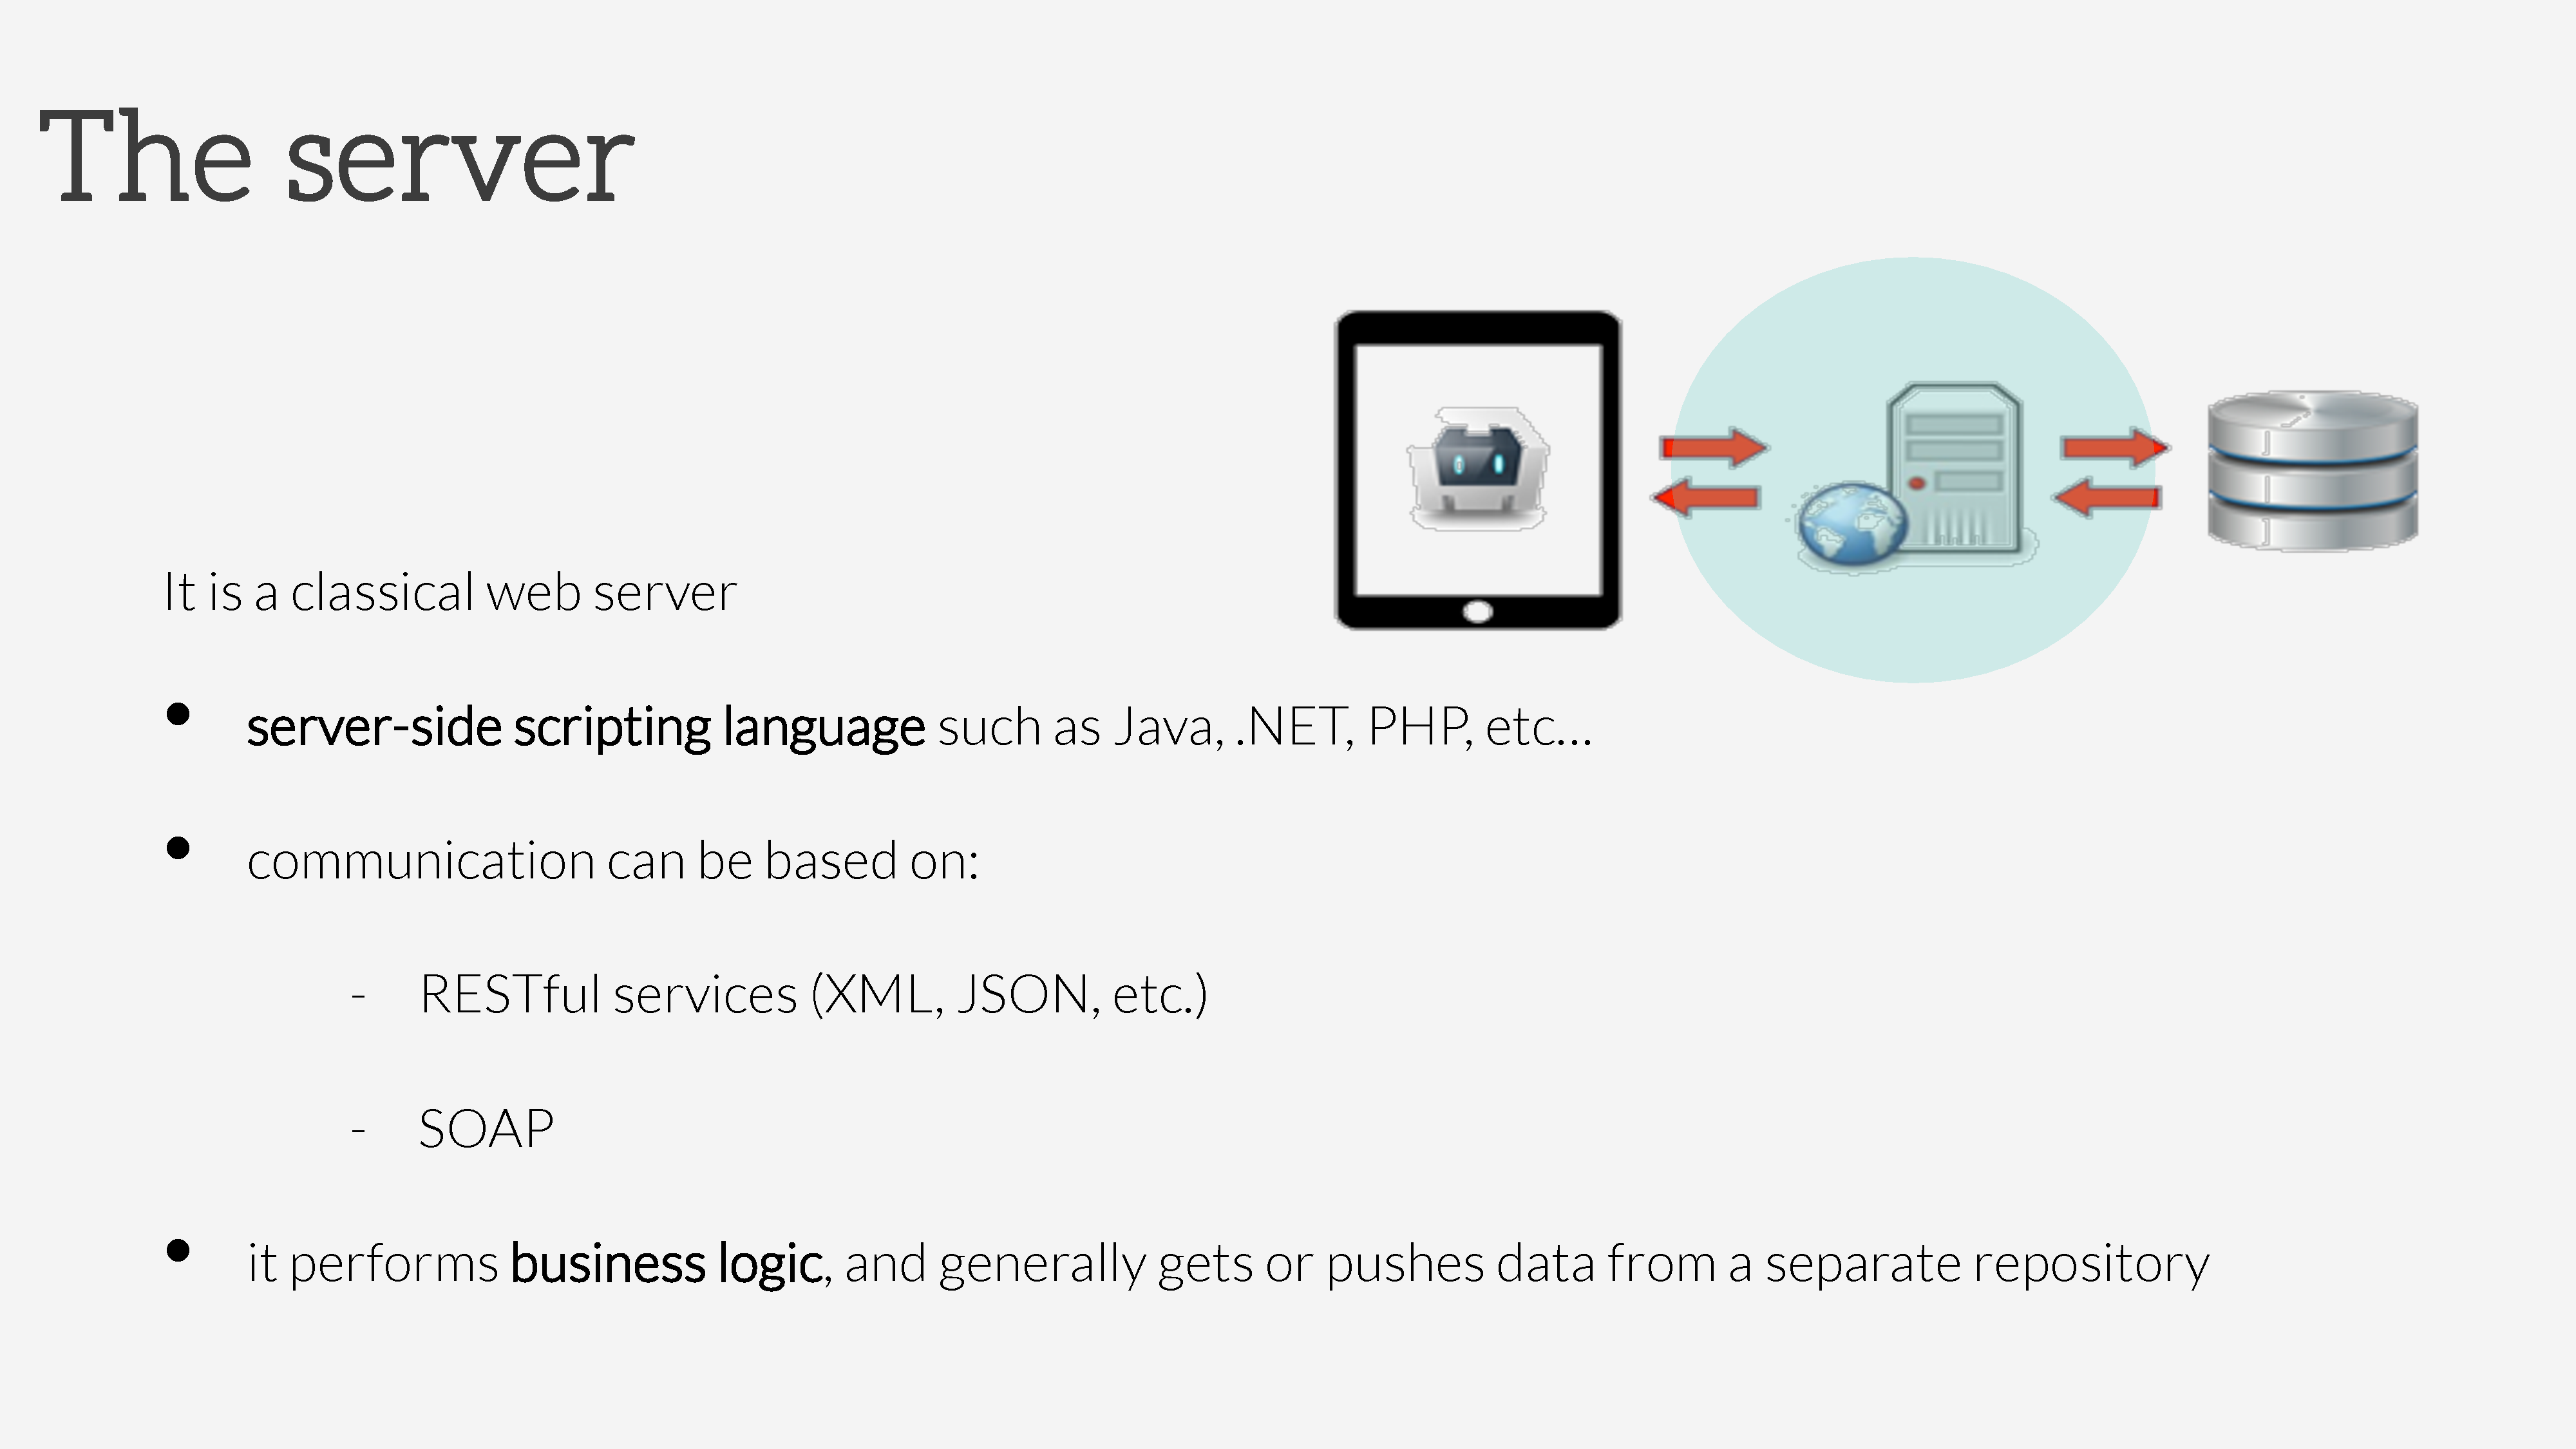 The server
It is a classical web server
• server-side scripting language such as Java, .NET, PHP, etc…
• communication can be based on:
- RESTful services (XML, JSON, etc.)
- SOAP
• it performs business logic, and generally gets or pushes data from a separate repository